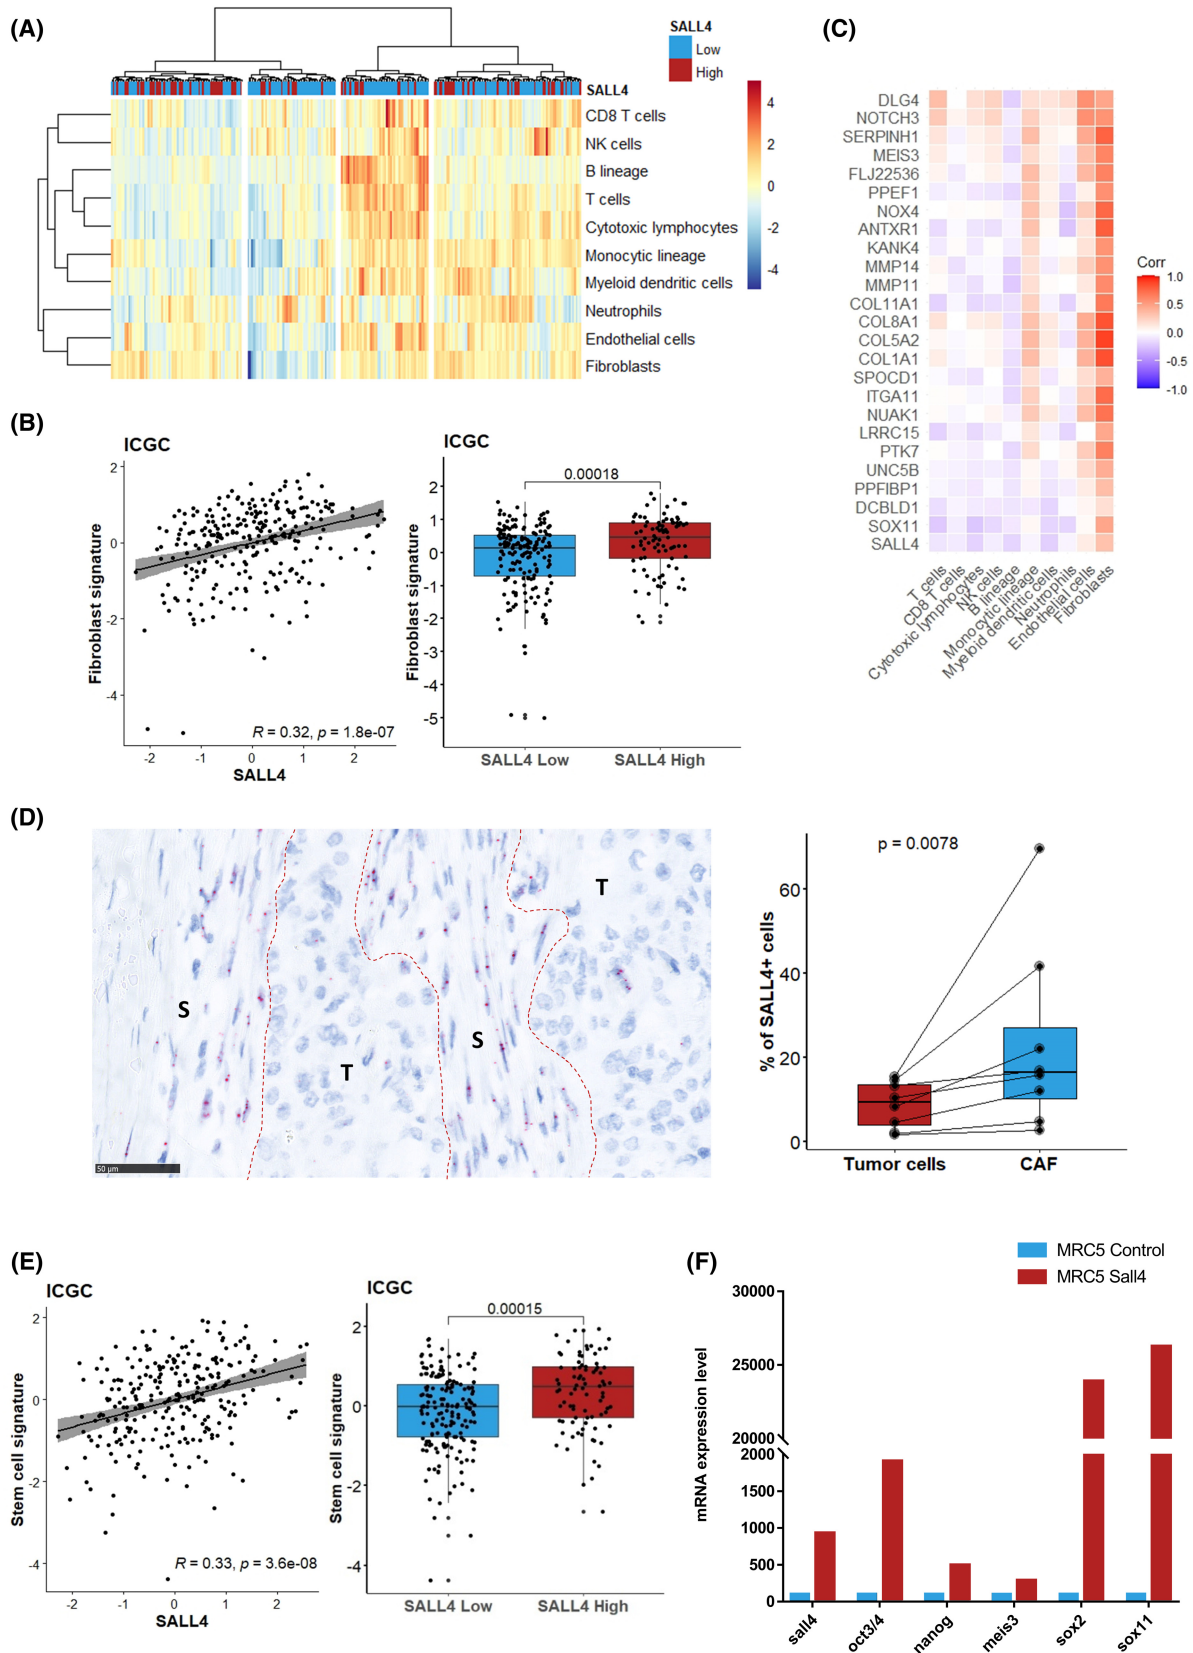 (A)
SALL4
Low
High
SALL4
CD8 T cells
NK cells
B lineage
T cells
Cytotoxic lymphocytes
Monocytic lineage
Myeloid dendritic cells
Neutrophils
Endothelial cells
Fibroblasts
4
2
0
-2
-4
(B)
ICGC
Fibroblast signature
2
0
-2
-4
R = 0.32, p = 1.8e-07
-2 -1 0 1 2
SALL4
ICGC
0.00018
Fibroblast signature
2
1
0
-1
-2
-3
-4
-5
SALL4 Low SALL4 High
(C)
DLG4
NOTCH3
SERPINH1
MEIS3
FLJ22536
PPEF1
NOX4
ANTXR1
KANK4
MMP14
MMP11
COL11A1
COL8A1
COL5A2
COL1A1
SPOCD1
ITGA11
NUAK1
LRRC15
PTK7
UNC5B
PPFIBP1
DCBLD1
SOX11
SALL4
T cells
CD8 T cells
Cytotoxic lymphocytes
NK cells
B lineage
Monocytic lineage
Myeloid dendritic cells
Neutrophils
Endothelial cells
Fibroblasts
Corr
1.0
0.5
0.0
-0.5
-1.0
(D)
S
T
S
T
50 µm
p = 0.0078
% of SALL4+ cells
60
40
20
0
Tumor cells CAF
(E)
ICGC
Stem cell signature
2
0
-2
-4
R = 0.33, p = 3.6e-08
-2 -1 0 1 2
SALL4
ICGC
0.00015
Stem cell signature
2
0
-2
-4
SALL4 Low SALL4 High
(F)
MRC5 Control
MRC5 Sall4
mRNA expression level
30000
25000
20000
2000
1500
1000
500
0
sall4
oct3/4
nanog
meis3
sox2
sox11